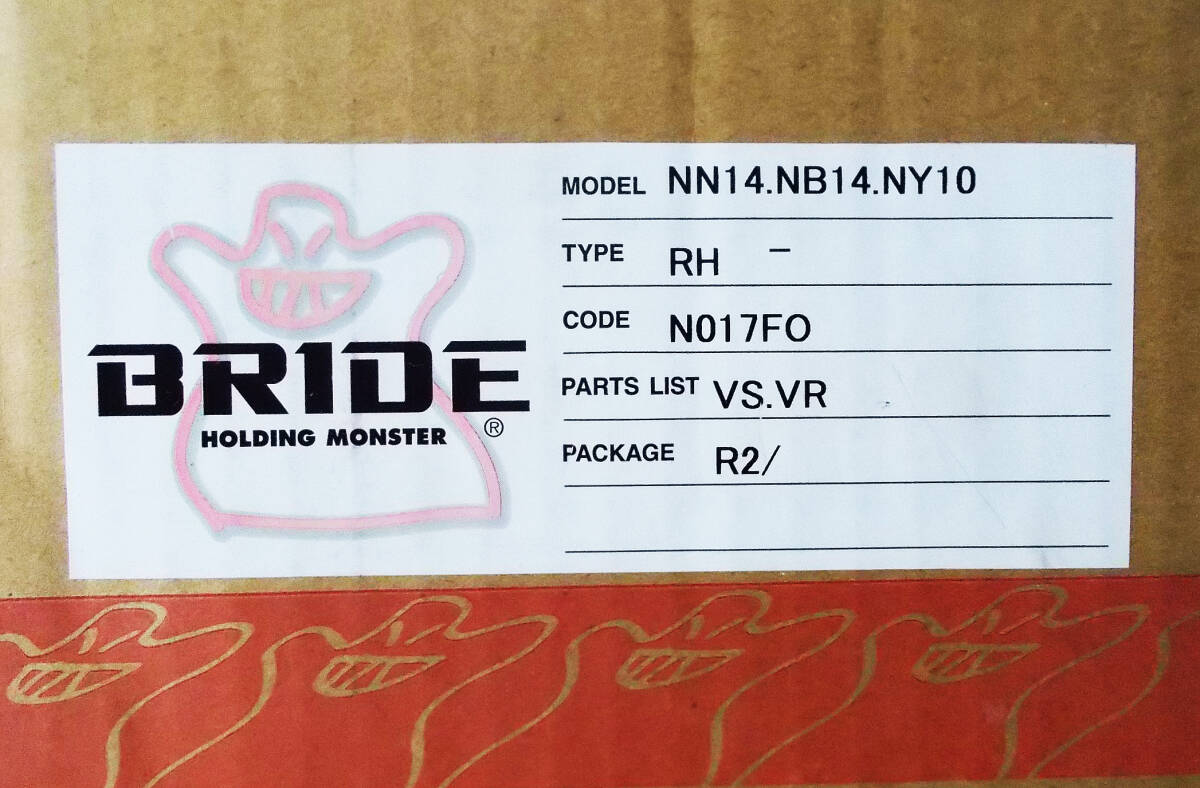 BRIDE
HOLDING MONSTER ®
MODEL NN14.NB14.NY10
TYPE RH -
CODE N017FO
PARTS LIST VS.VR
PACKAGE R2/